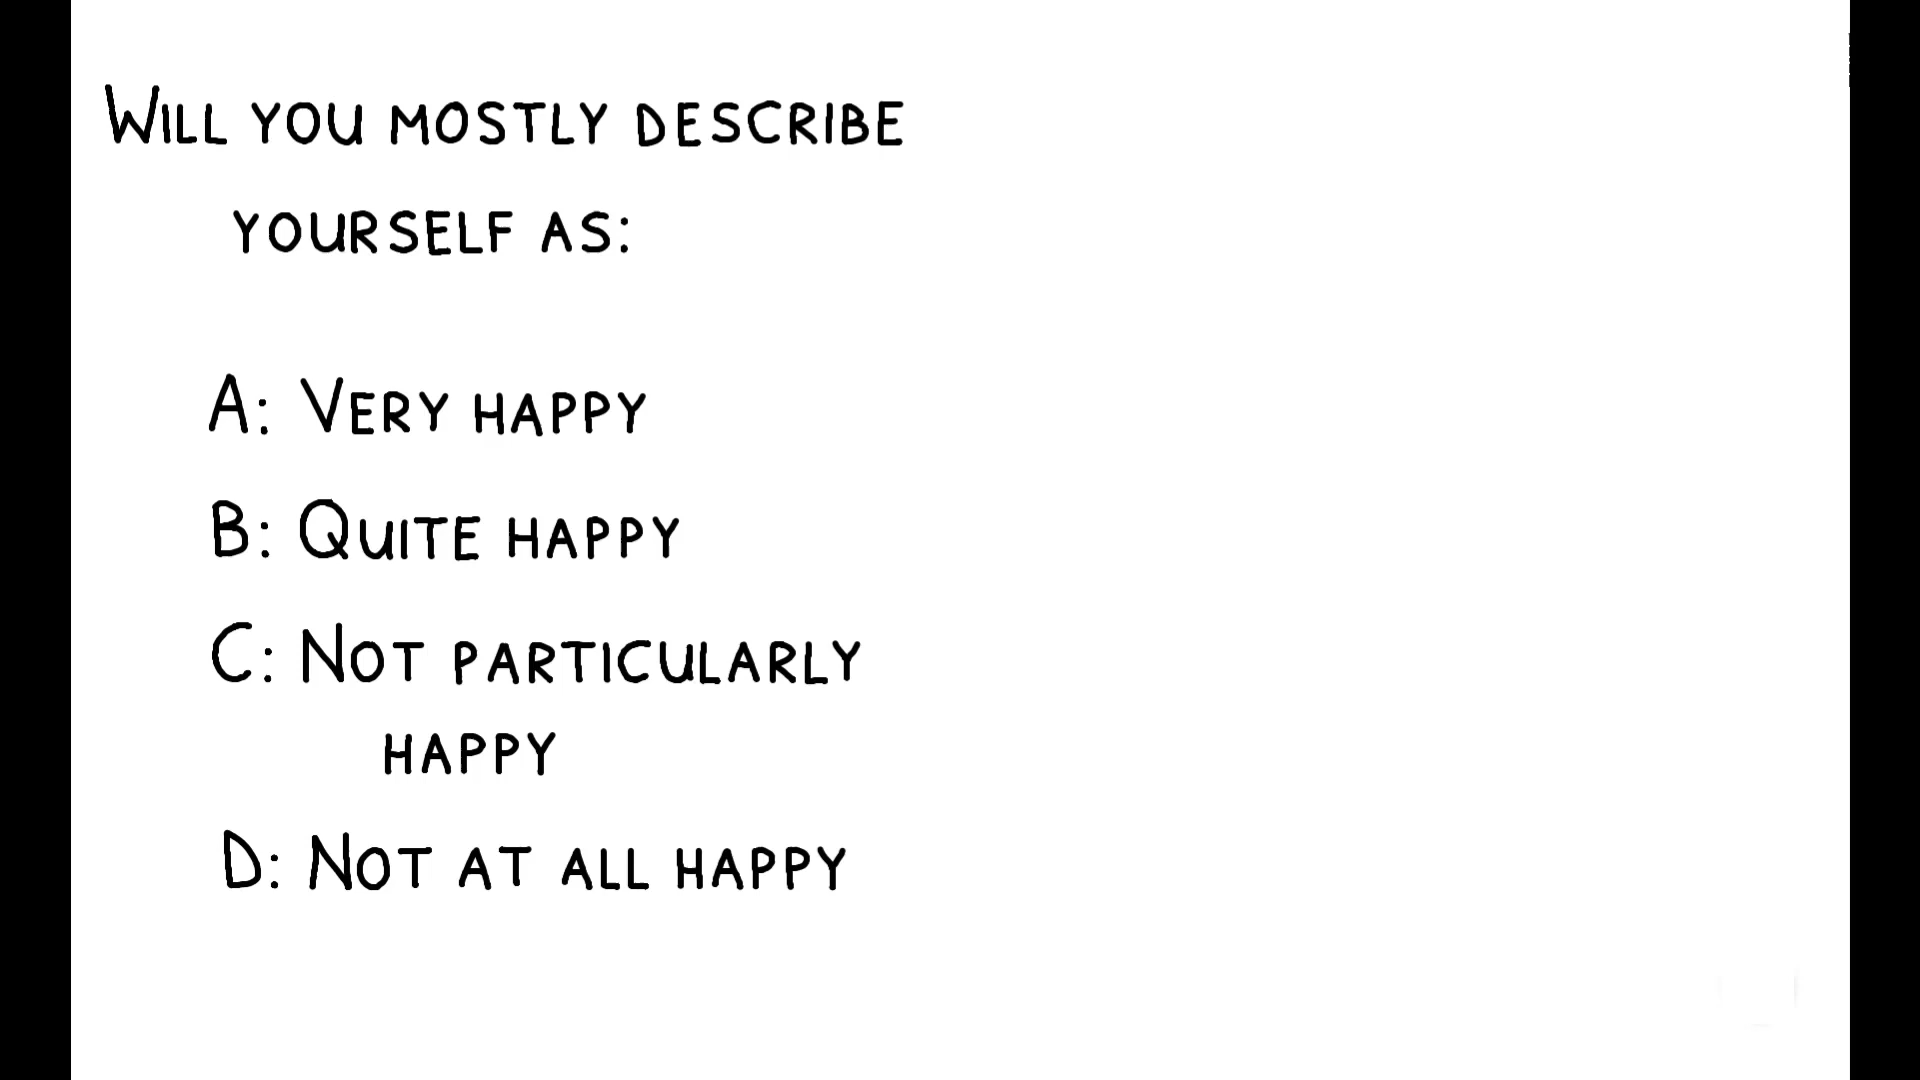 Will you mostly describe
yourself as:
A: Very happy
B: Quite happy
C: Not particularly
happy
D: Not at all happy